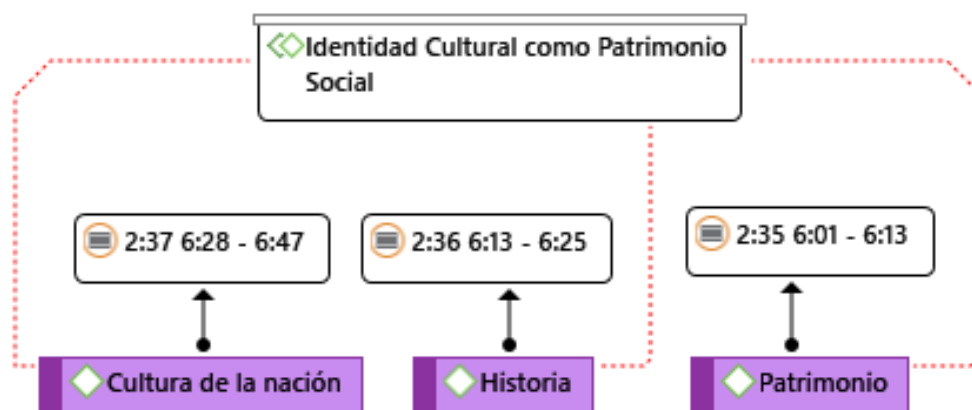 Identidad Cultural como Patrimonio
Social
2:37 6:28 - 6:47
2:36 6:13 - 6:25
2:35 6:01 - 6:13
Cultura de la nación
Historia
Patrimonio